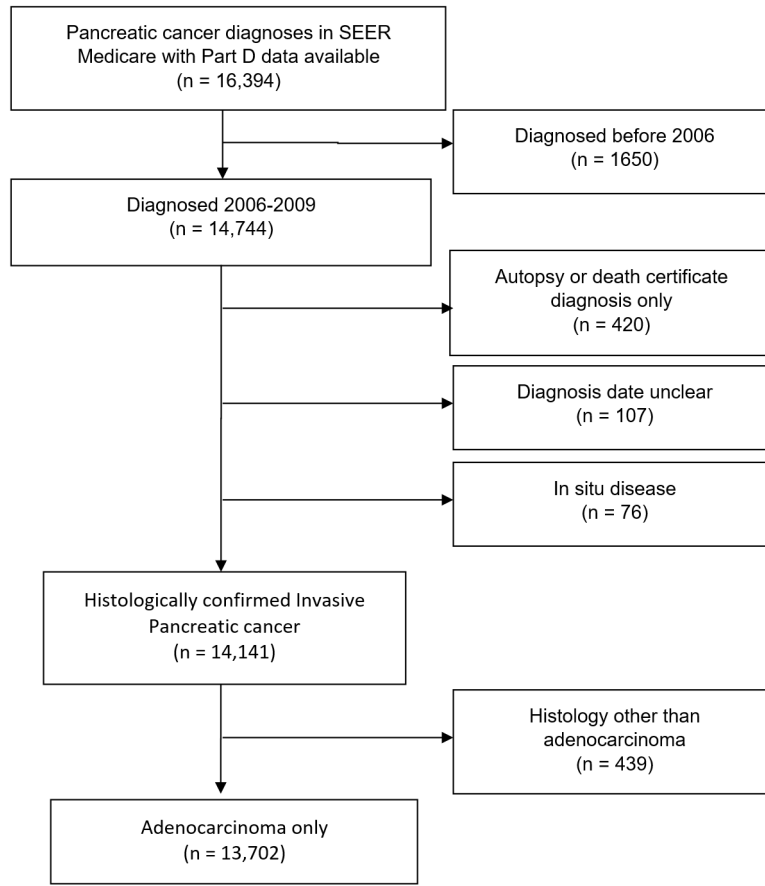 Pancreatic cancer diagnoses in SEER
Medicare with Part D data available
(n = 16,394)
Diagnosed before 2006
(n = 1650)
Diagnosed 2006-2009
(n = 14,744)
Autopsy or death certificate
diagnosis only
(n = 420)
Diagnosis date unclear
(n = 107)
In situ disease
(n = 76)
Histologically confirmed Invasive
Pancreatic cancer
(n = 14,141)
Histology other than
adenocarcinoma
(n = 439)
Adenocarcinoma only
(n = 13,702)